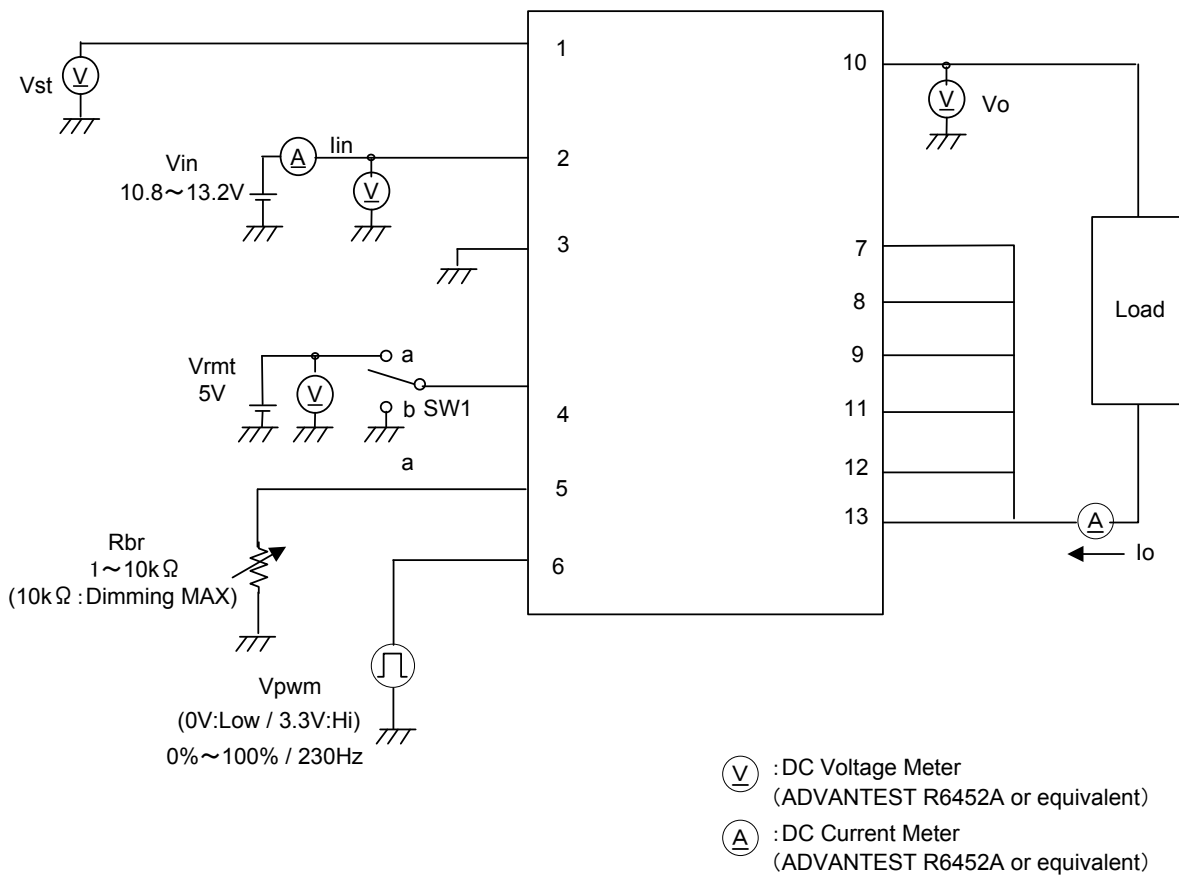 1
10
V
Vst
V
Vo
Iin
A
2
Vin
10.8～13.2V
V
3
7
8
Load
9
a
Vrmt
5V
V
b SW1
4
11
a
12
5
13
A
Io
Rbr
1～10kΩ
(10kΩ :Dimming MAX)
6
Vpwm
(0V:Low / 3.3V:Hi)
0%～100% / 230Hz
V :DC Voltage Meter
（ADVANTEST R6452A or equivalent）
A :DC Current Meter
（ADVANTEST R6452A or equivalent）